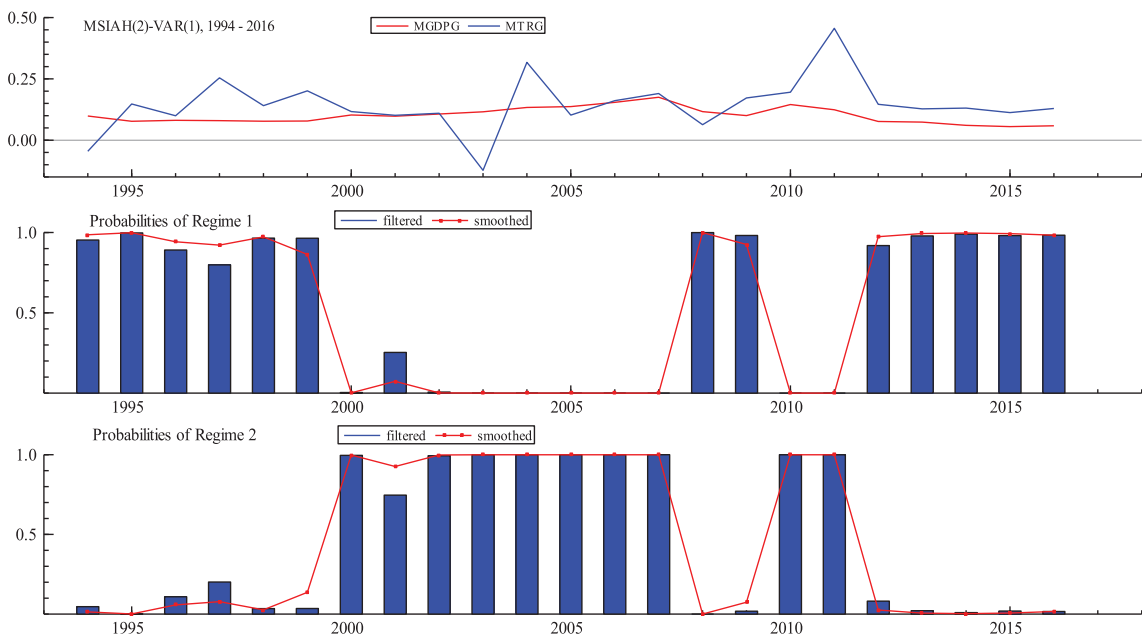 0.50
MSIAH(2)-VAR(1), 1994 - 2016
MGDPG MTRG
0.25
0.00
1995 2000 2005 2010 2015
Probabilities of Regime 1
filtered smoothed
1.0
0.5
1995 2000 2005 2010 2015
Probabilities of Regime 2
filtered smoothed
1.0
0.5
1995 2000 2005 2010 2015